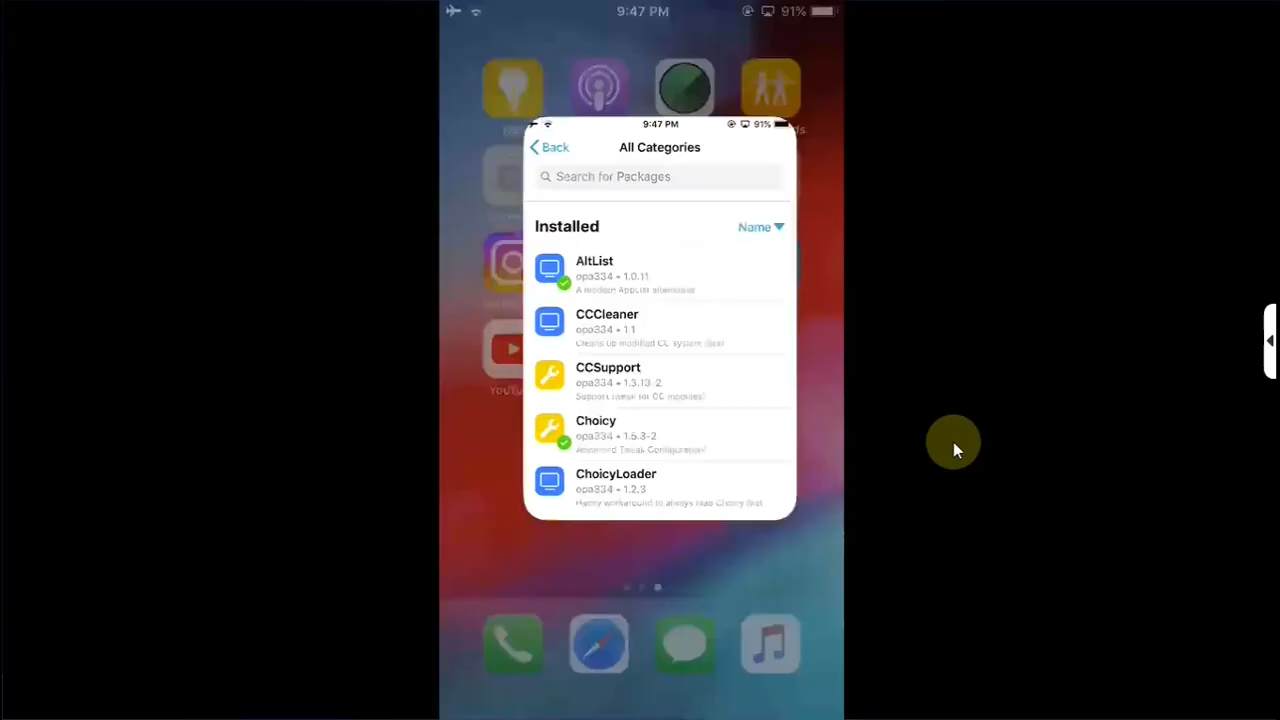 9:47 PM
91%
9:47 PM
91%
Back
All Categories
Search for Packages
Installed
Name
AltList
opa334 • 1.0.11
A modern AppList alternative
CCCleaner
opa334 • 1.1
Cleans up modified CC system files
CCSupport
opa334 • 1.3.13-2
Support tweak for CC modules!
Choicy
opa334 • 1.5.3-2
Advanced Tweak Configurator!
ChoicyLoader
opa334 • 1.2.3
Hacky workaround to always load Choicy first
YouTu